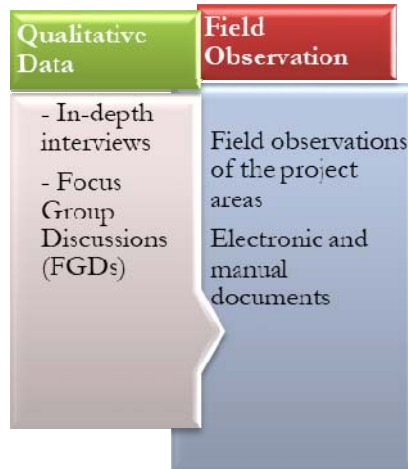 Qualitative
Data
- In-depth
interviews
- Focus
Group
Discussions
(FGDs)
Field
Observation
Field observations
of the project
areas
Electronic and
manual
documents